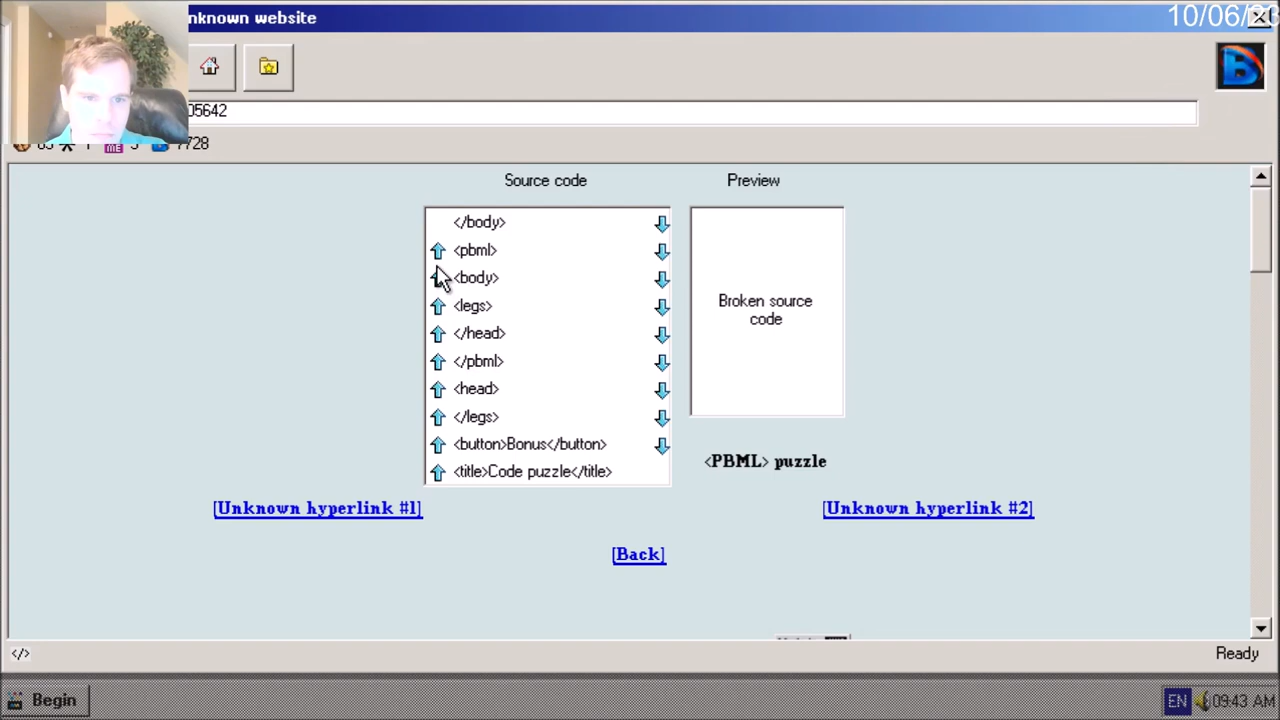 nknown website
10/06/
05642
7728
Source code
Preview
</body>
<pbml>
<body>
<legs>
</head>
</pbml>
<head>
</legs>
<button>Bonus</button>
<title>Code puzzle</title>
Broken source
code
<PBML> puzzle
[Unknown hyperlink #1]
[Unknown hyperlink #2]
[Back]
</>
Ready
Begin
EN
09:43 AM